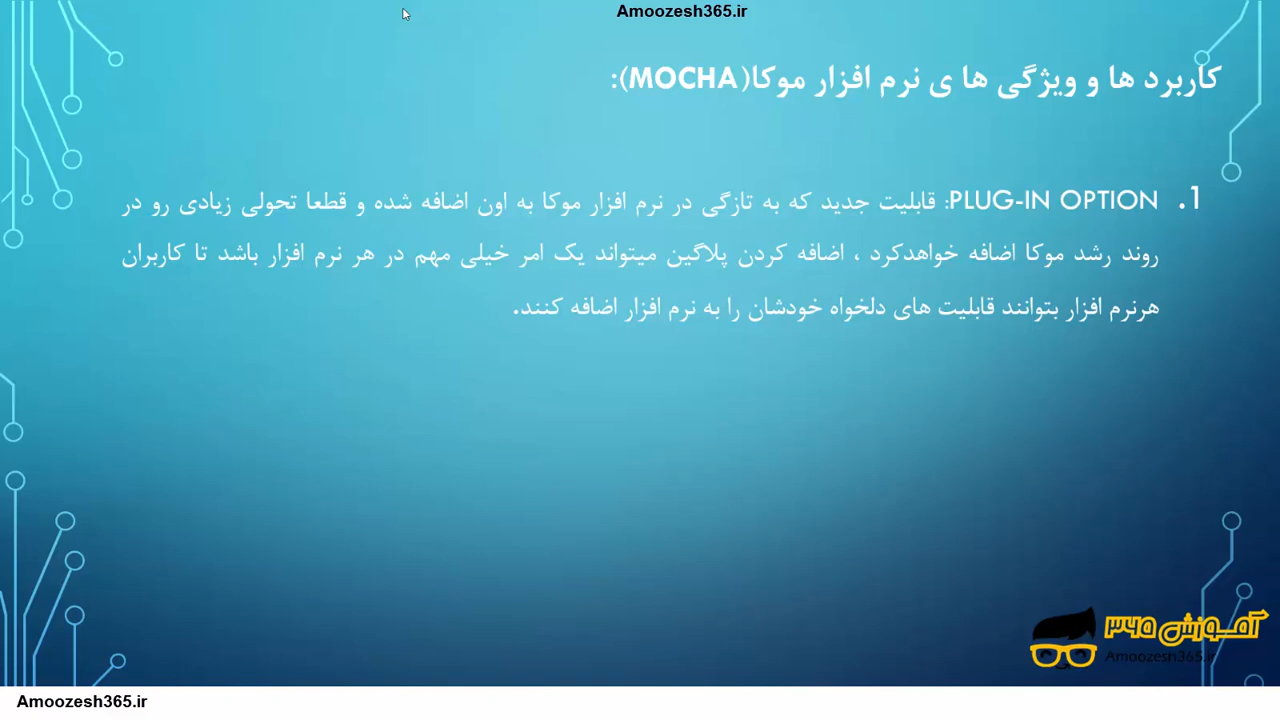 Amoozesh365.ir
کاربرد ها و ویژگی ها ی نرم افزار موکا(MOCHA):
1. PLUG-IN OPTION: قابلیت جدید که به تازگی در نرم افزار موکا به اون اضافه شده و قطعا تحولی زیادی رو در
روند رشد موکا اضافه خواهدکرد ، اضافه کردن پلاگین میتواند یک امر خیلی مهم در هر نرم افزار باشد تا کاربران
هرنرم افزار بتوانند قابلیت های دلخواه خودشان را به نرم افزار اضافه کنند.
آموزش ۳۶۵
Amoozesh365.ir
Amoozesh365.ir